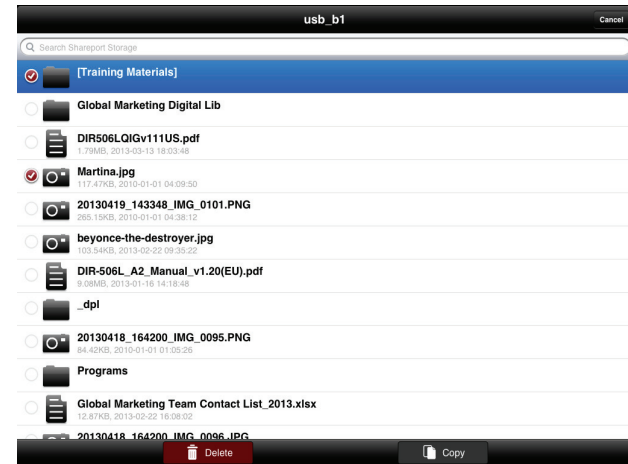 usb_b1
Cancel
Search Shareport Storage
[Training Materials]
Global Marketing Digital Lib
DIR506LQIGv111US.pdf
1.79MB, 2013-03-13 18:03:48
Martina.jpg
117.47KB, 2010-01-01 04:09:50
20130419_143348_IMG_0101.PNG
265.15KB, 2010-01-01 04:38:12
beyonce-the-destroyer.jpg
103.54KB, 2013-02-22 09:35:22
DIR-506L_A2_Manual_v1.20(EU).pdf
9.08MB, 2013-01-16 14:18:48
_dpl
20130418_164200_IMG_0095.PNG
84.42KB, 2010-01-01 01:05:26
Programs
Global Marketing Team Contact List_2013.xlsx
12.87KB, 2013-02-22 16:08:02
20130418_164200_IMG_0096.JPG
Delete
Copy